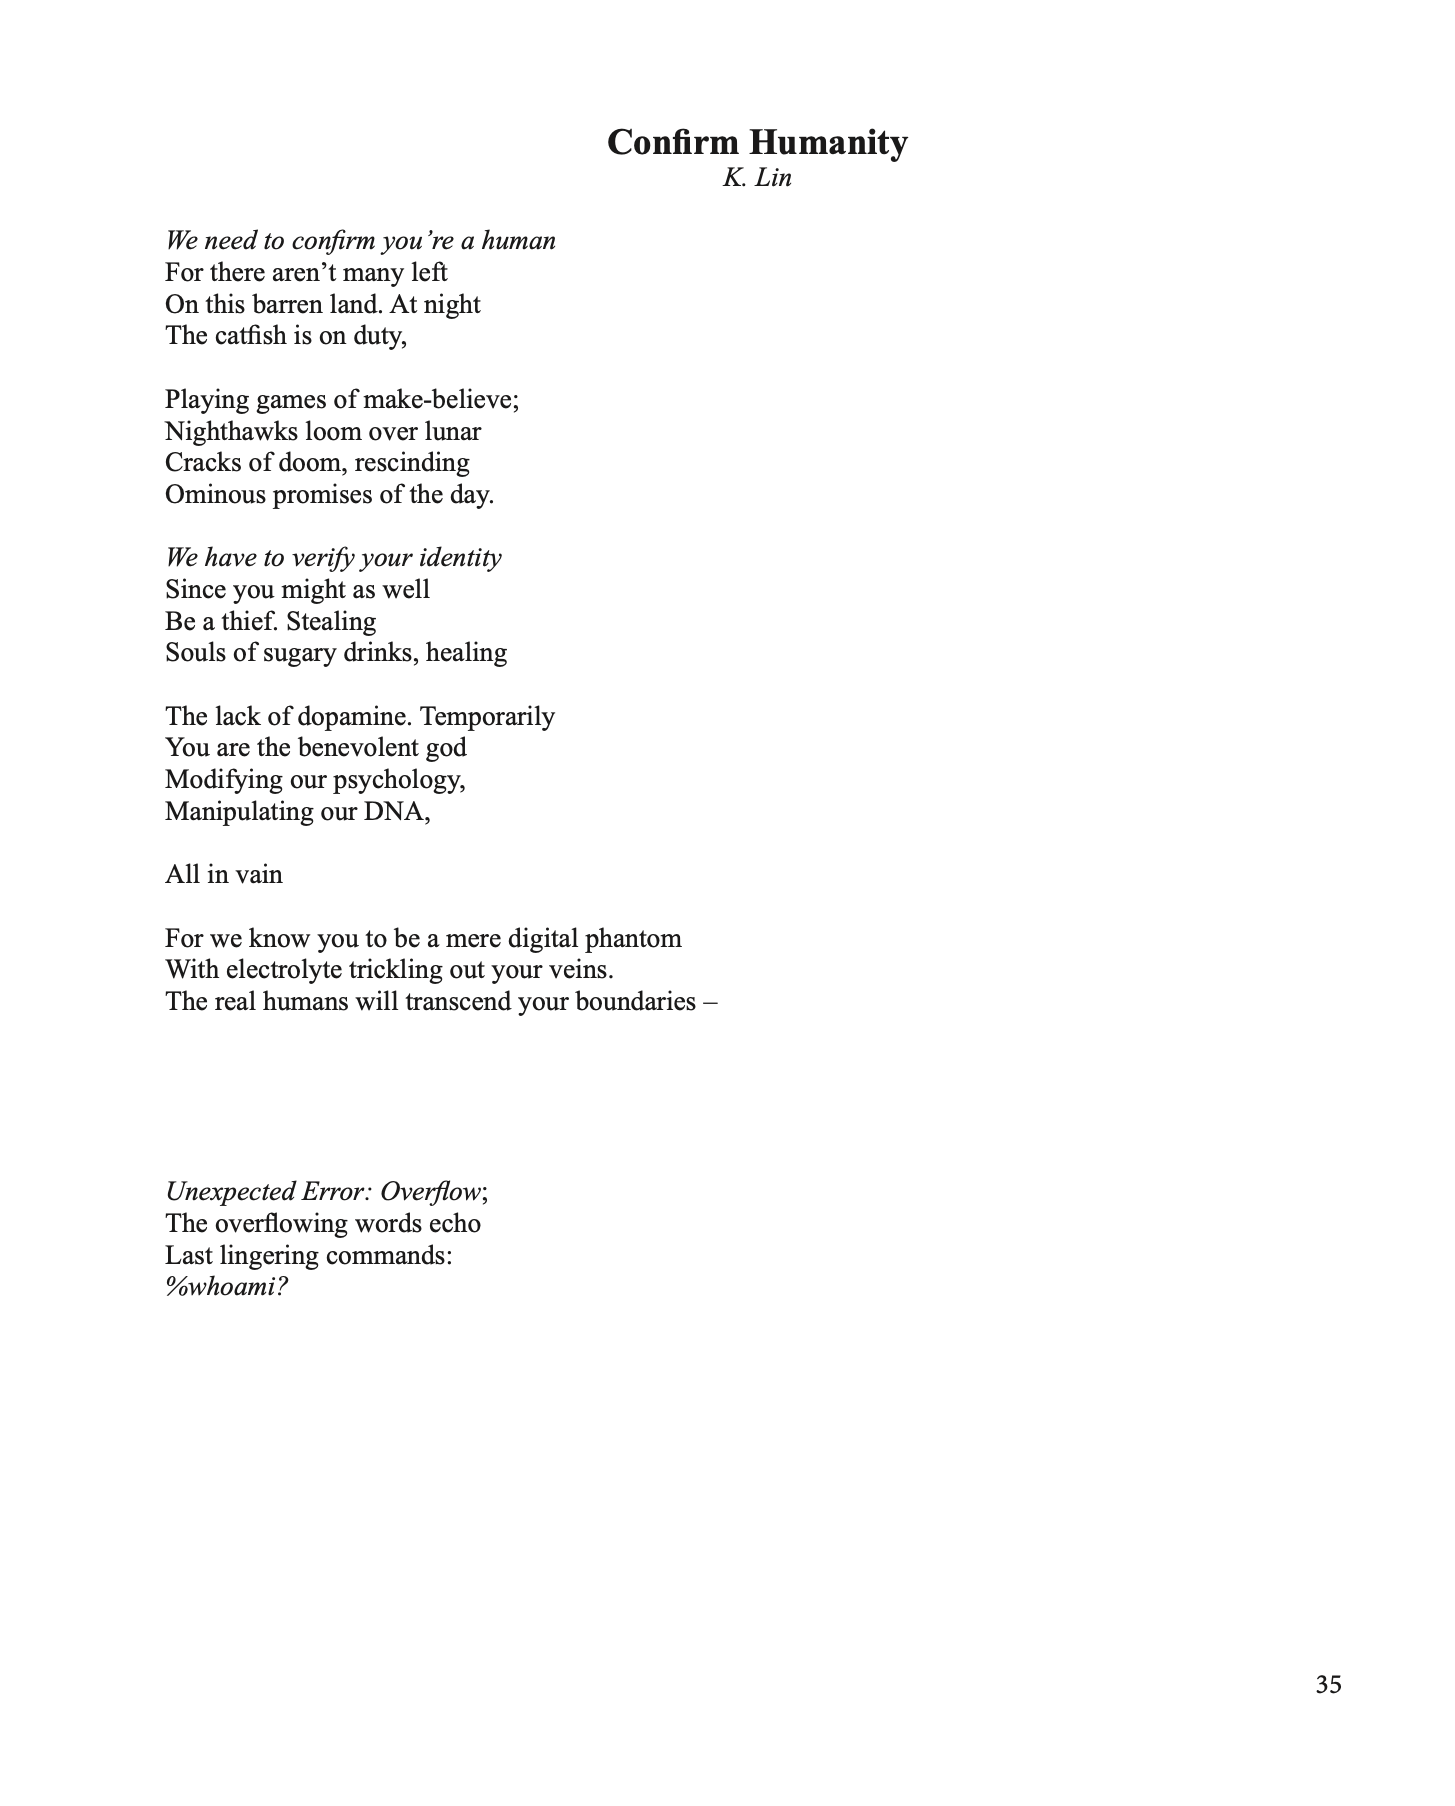 Confirm Humanity
K. Lin
We need to confirm you’re a human
For there aren’t many left
On this barren land. At night
The catfish is on duty,
Playing games of make-believe;
Nighthawks loom over lunar
Cracks of doom, rescinding
Ominous promises of the day.
We have to verify your identity
Since you might as well
Be a thief. Stealing
Souls of sugary drinks, healing
The lack of dopamine. Temporarily
You are the benevolent god
Modifying our psychology,
Manipulating our DNA,
All in vain
For we know you to be a mere digital phantom
With electrolyte trickling out your veins.
The real humans will transcend your boundaries –
Unexpected Error: Overflow;
The overflowing words echo
Last lingering commands:
%whoami?
35